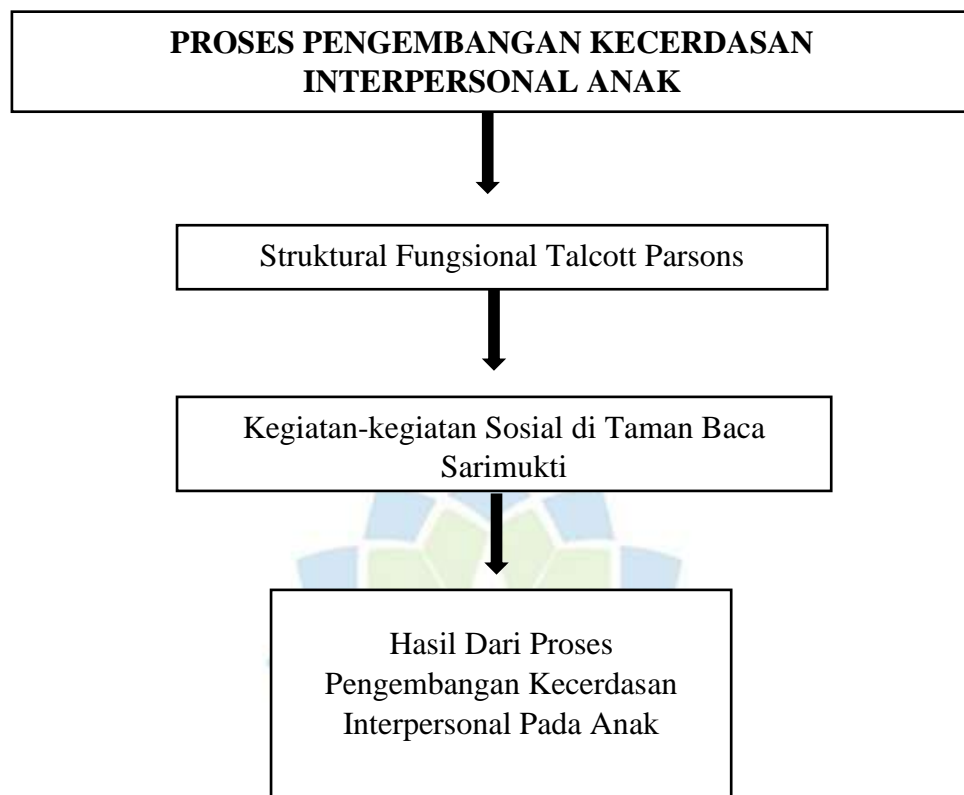 PROSES PENGEMBANGAN KECERDASAN
INTERPERSONAL ANAK
Struktural Fungsional Talcott Parsons
Kegiatan-kegiatan Sosial di Taman Baca
Sarimukti
Hasil Dari Proses
Pengembangan Kecerdasan
Interpersonal Pada Anak